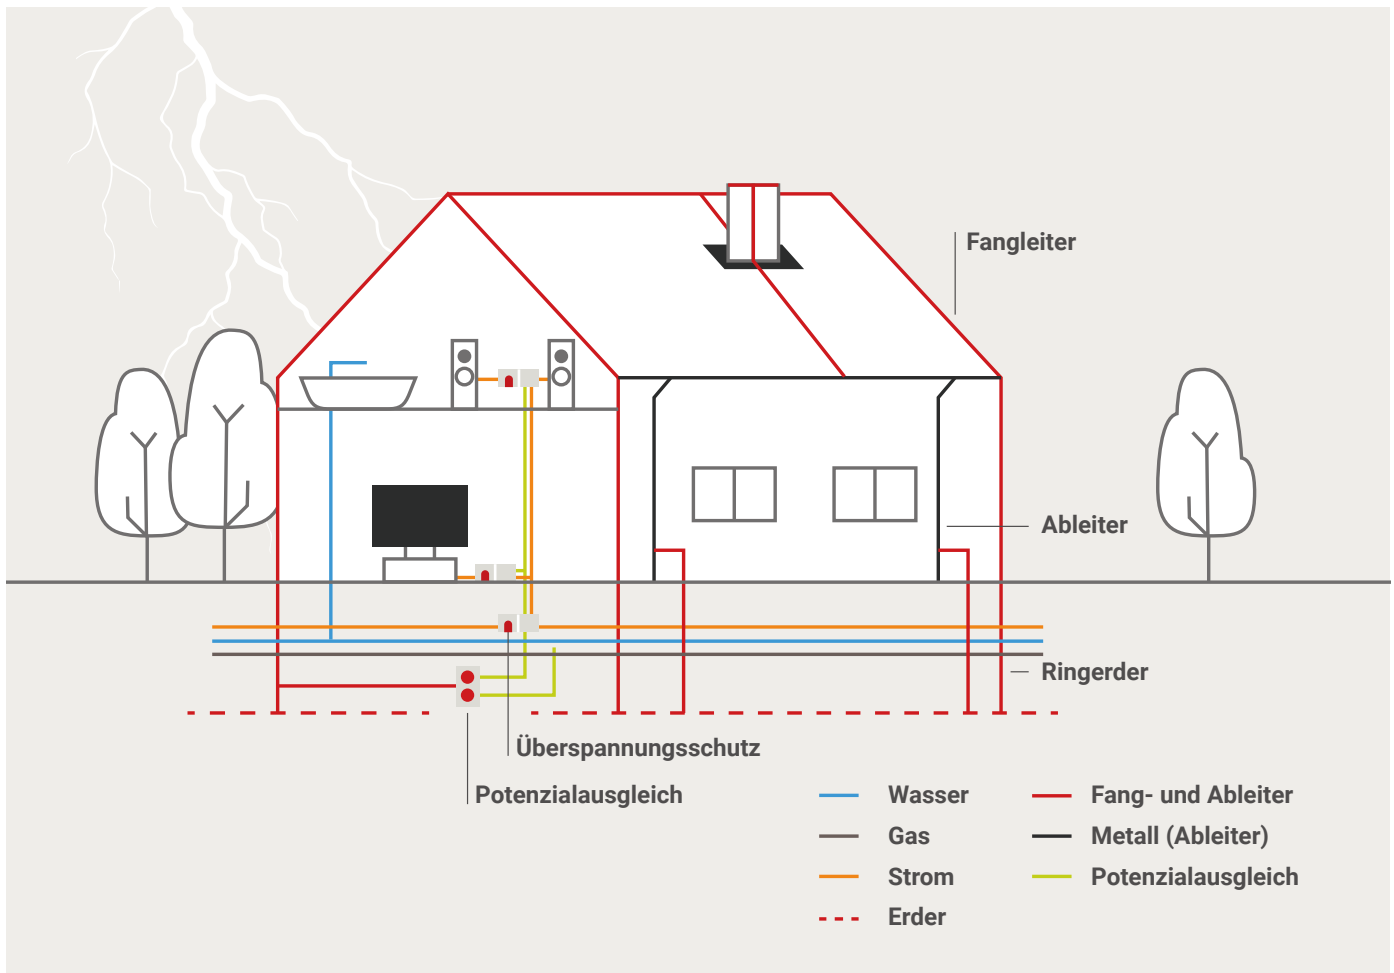 Fangleiter
Ableiter
Ringerder
Überspannungsschutz
Potenzialausgleich
Wasser
Gas
Strom
Erder
Fang- und Ableiter
Metall (Ableiter)
Potenzialausgleich